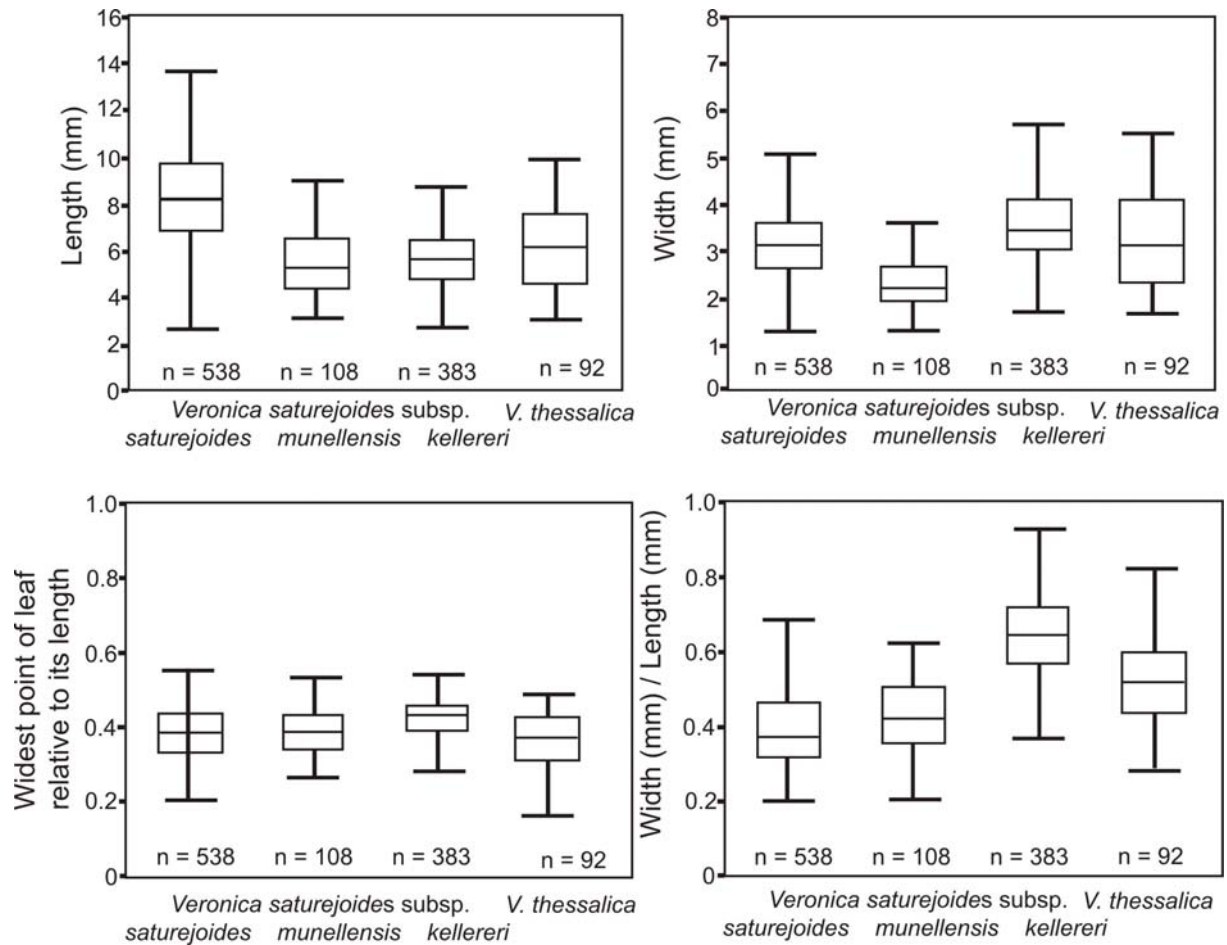 Length (mm)
16
14
12
10
8
6
4
2
0
n = 538
n = 108
n = 383
n = 92
Veronica saturejoides subsp.
V. thessalica
saturejoides
munellensis
kellereri
Width (mm)
8
7
6
5
4
3
2
1
0
n = 538
n = 108
n = 383
n = 92
Veronica saturejoides subsp.
V. thessalica
saturejoides
munellensis
kellereri
Widest point of leaf
relative to its length
1.0
0.8
0.6
0.4
0.2
0
n = 538
n = 108
n = 383
n = 92
Veronica saturejoides subsp.
V. thessalica
saturejoides
munellensis
kellereri
Width (mm) / Length (mm)
1.0
0.8
0.6
0.4
0.2
0
n = 538
n = 108
n = 383
n = 92
Veronica saturejoides subsp.
V. thessalica
saturejoides
munellensis
kellereri